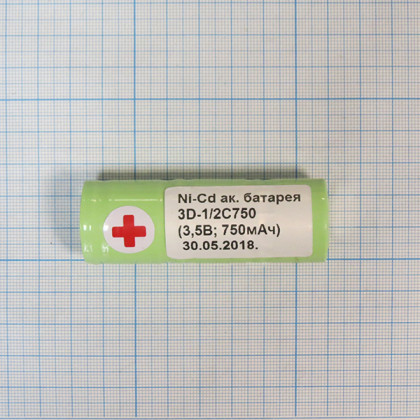 Ni-Cd ак. батарея
3D-1/2C750
(3,5В; 750мАч)
30.05.2018.